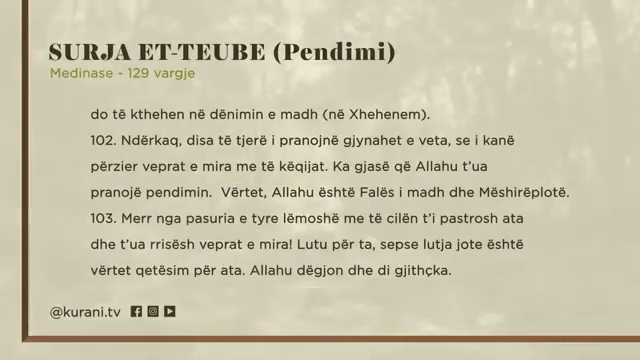 SURJA ET-TEUBE (Pendimi)
Medinase - 129 vargje
do të kthehen në dënimin e madh (në Xhehenem).
102. Ndërkaq, disa të tjerë i pranojnë gjynahet e veta, se i kanë
përzier veprat e mira me të këqijat. Ka gjasë që Allahu t'ua
pranojë pendimin. Vërtet, Allahu është Falës i madh dhe Mëshirëplotë.
103. Merr nga pasuria e tyre lëmoshë me të cilën t'i pastrosh ata
dhe t'ua rrisësh veprat e mira! Lutu për ta, sepse lutja jote është
vërtet qetësim për ata. Allahu dëgjon dhe di gjithçka.
@kurani.tv